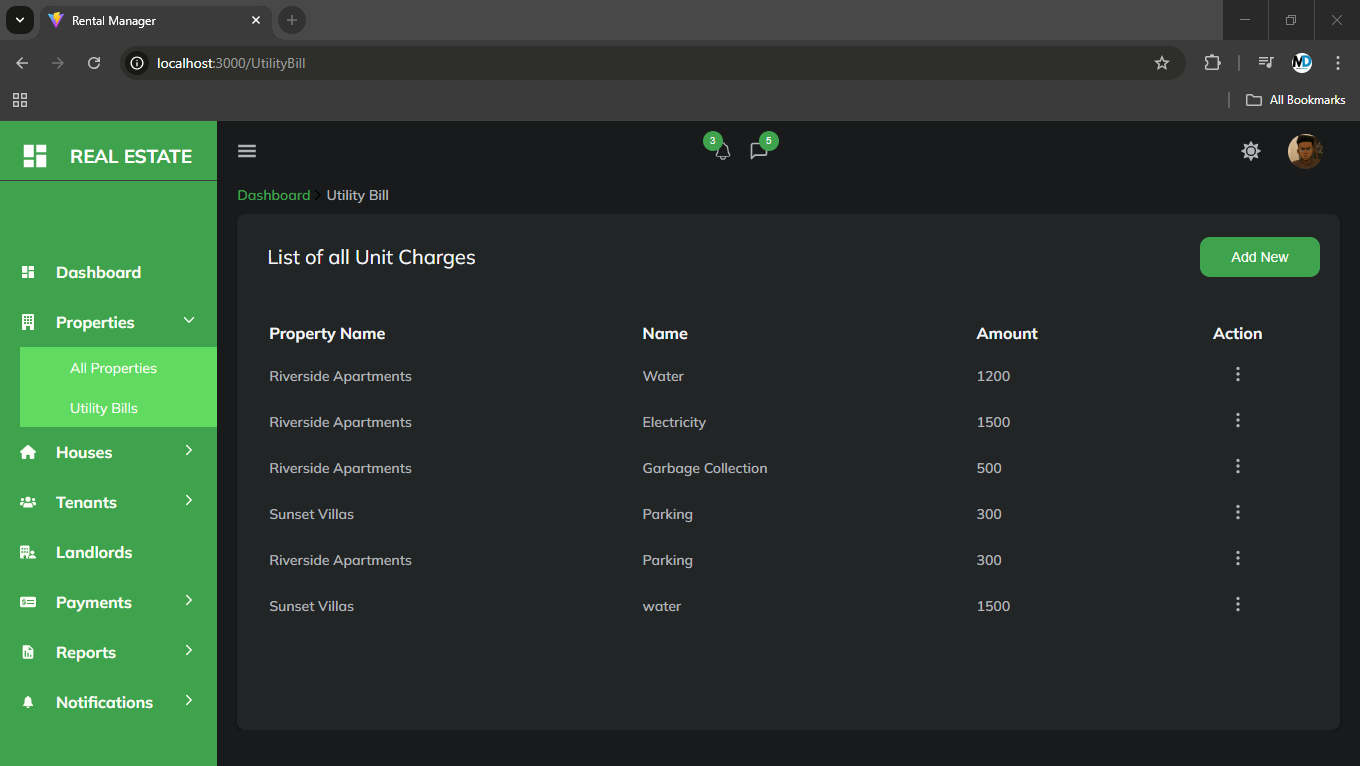 Rental Manager
localhost:3000/UtilityBill
All Bookmarks
REAL ESTATE
3
5
Dashboard Utility Bill
List of all Unit Charges
Add New
Dashboard
Properties
All Properties
Utility Bills
Houses
Tenants
Landlords
Payments
Reports
Notifications
Property Name Name Amount Action
Riverside Apartments Water 1200
Riverside Apartments Electricity 1500
Riverside Apartments Garbage Collection 500
Sunset Villas Parking 300
Riverside Apartments Parking 300
Sunset Villas water 1500